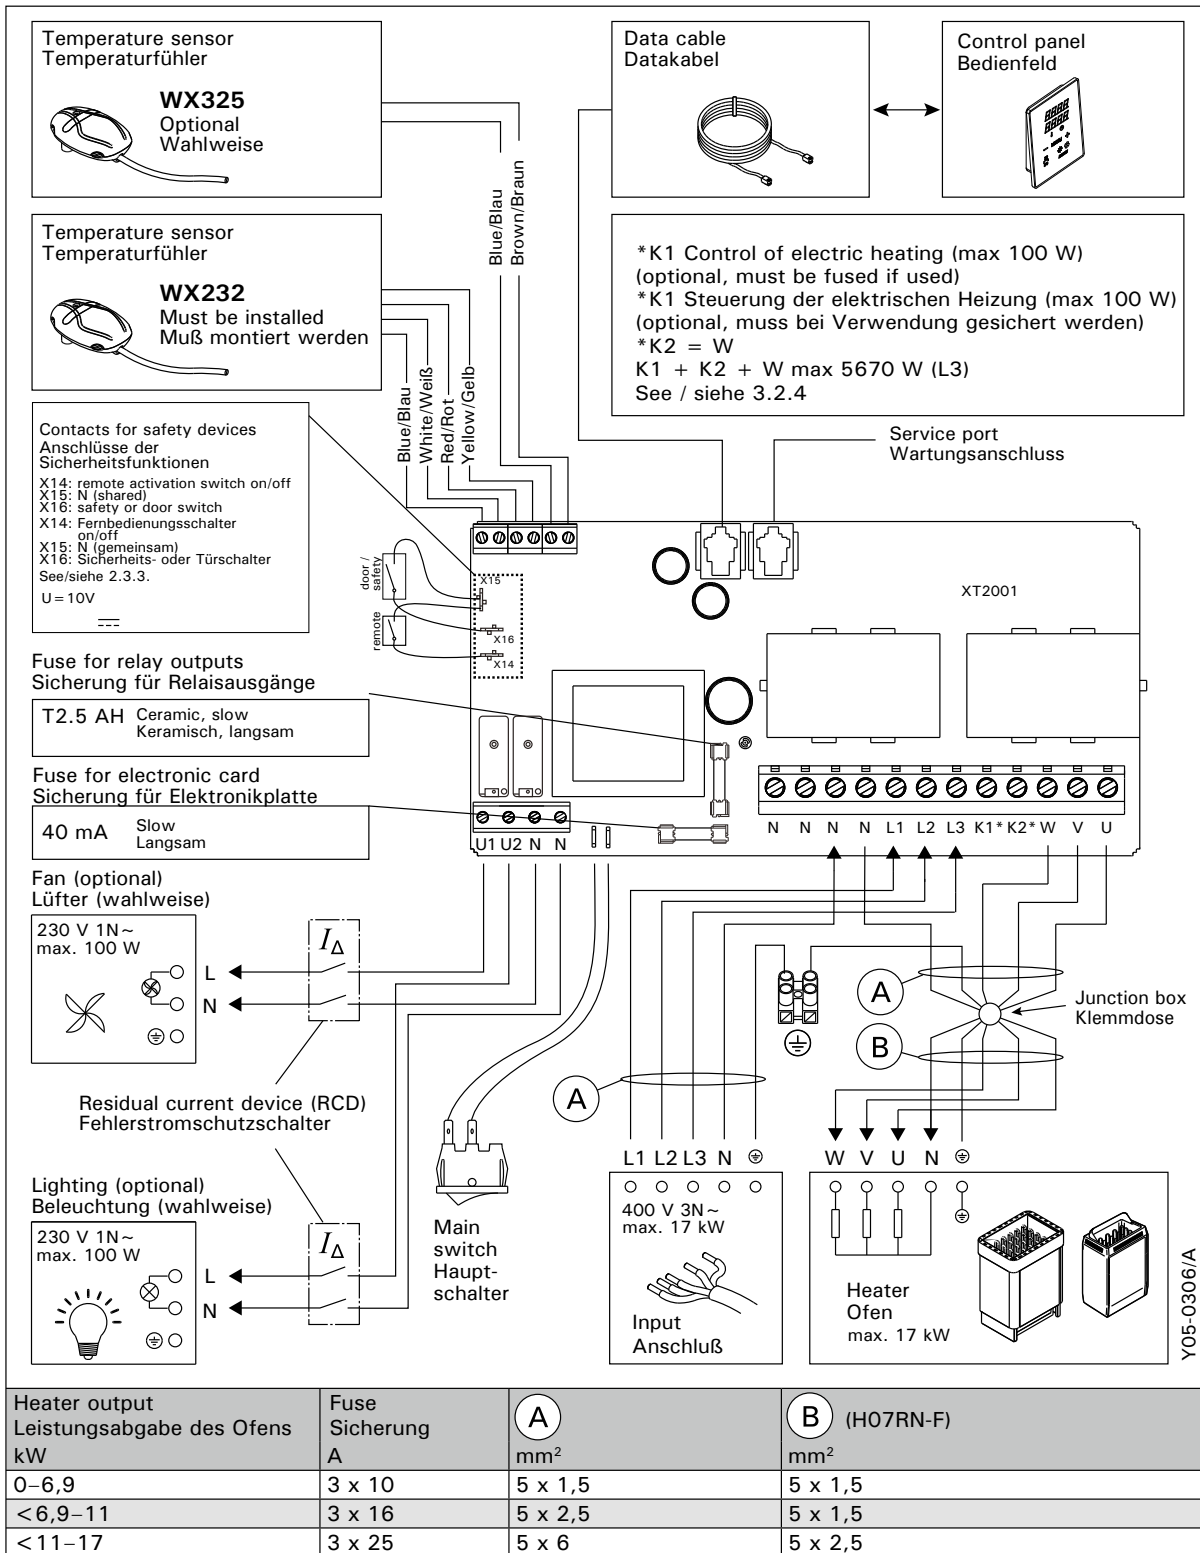 Temperature sensor
Temperaturfühler
WX325
Optional
Wahlweise
Data cable
Datakabel
Control panel
Bedienfeld
Blue/Blau
Brown/Braun
Temperature sensor
Temperaturfühler
WX232
Must be installed
Muß montiert werden
*K1 Control of electric heating (max 100 W)
(optional, must be fused if used)
*K1 Steuerung der elektrischen Heizung (max 100 W)
(optional, muss bei Verwendung gesichert werden)
*K2 = W
K1 + K2 + W max 5670 W (L3)
See / siehe 3.2.4
Blue/Blau
White/Weiß
Red/Rot
Yellow/Gelb
Contacts for safety devices
Anschlüsse der
Sicherheitsfunktionen
X14: remote activation switch on/off
X15: N (shared)
X16: safety or door switch
X14: Fernbedienungsschalter
on/off
X15: N (gemeinsam)
X16: Sicherheits- oder Türschalter
See/siehe 2.3.3.
U=10V
Service port
Wartungsanschluss
door /
safety
remote
X15
X16
X14
XT2001
Fuse for relay outputs
Sicherung für Relaisausgänge
T2.5 AH Ceramic, slow
Keramisch, langsam
Fuse for electronic card
Sicherung für Elektronikplatte
40 mA Slow
Langsam
U1 U2 N N
N N N N L1 L2 L3 K1* K2* W V U
Fan (optional)
Lüfter (wahlweise)
230 V 1N~
max. 100 W
L
N
I∆
Residual current device (RCD)
Fehlerstromschutzschalter
Lighting (optional)
Beleuchtung (wahlweise)
230 V 1N~
max. 100 W
L
N
I∆
Main
switch
Haupt-
schalter
A
A
B
Junction box
Klemmdose
L1 L2 L3 N
400 V 3N~
max. 17 kW
Input
Anschluß
W V U N
Heater
Ofen
max. 17 kW
Y05-0306/A
Heater output
Leistungsabgabe des Ofens
kW
Fuse
Sicherung
A
A
mm²
B (H07RN-F)
mm²
0–6,9 3 x 10 5 x 1,5 5 x 1,5
<6,9–11 3 x 16 5 x 2,5 5 x 1,5
<11–17 3 x 25 5 x 6 5 x 2,5